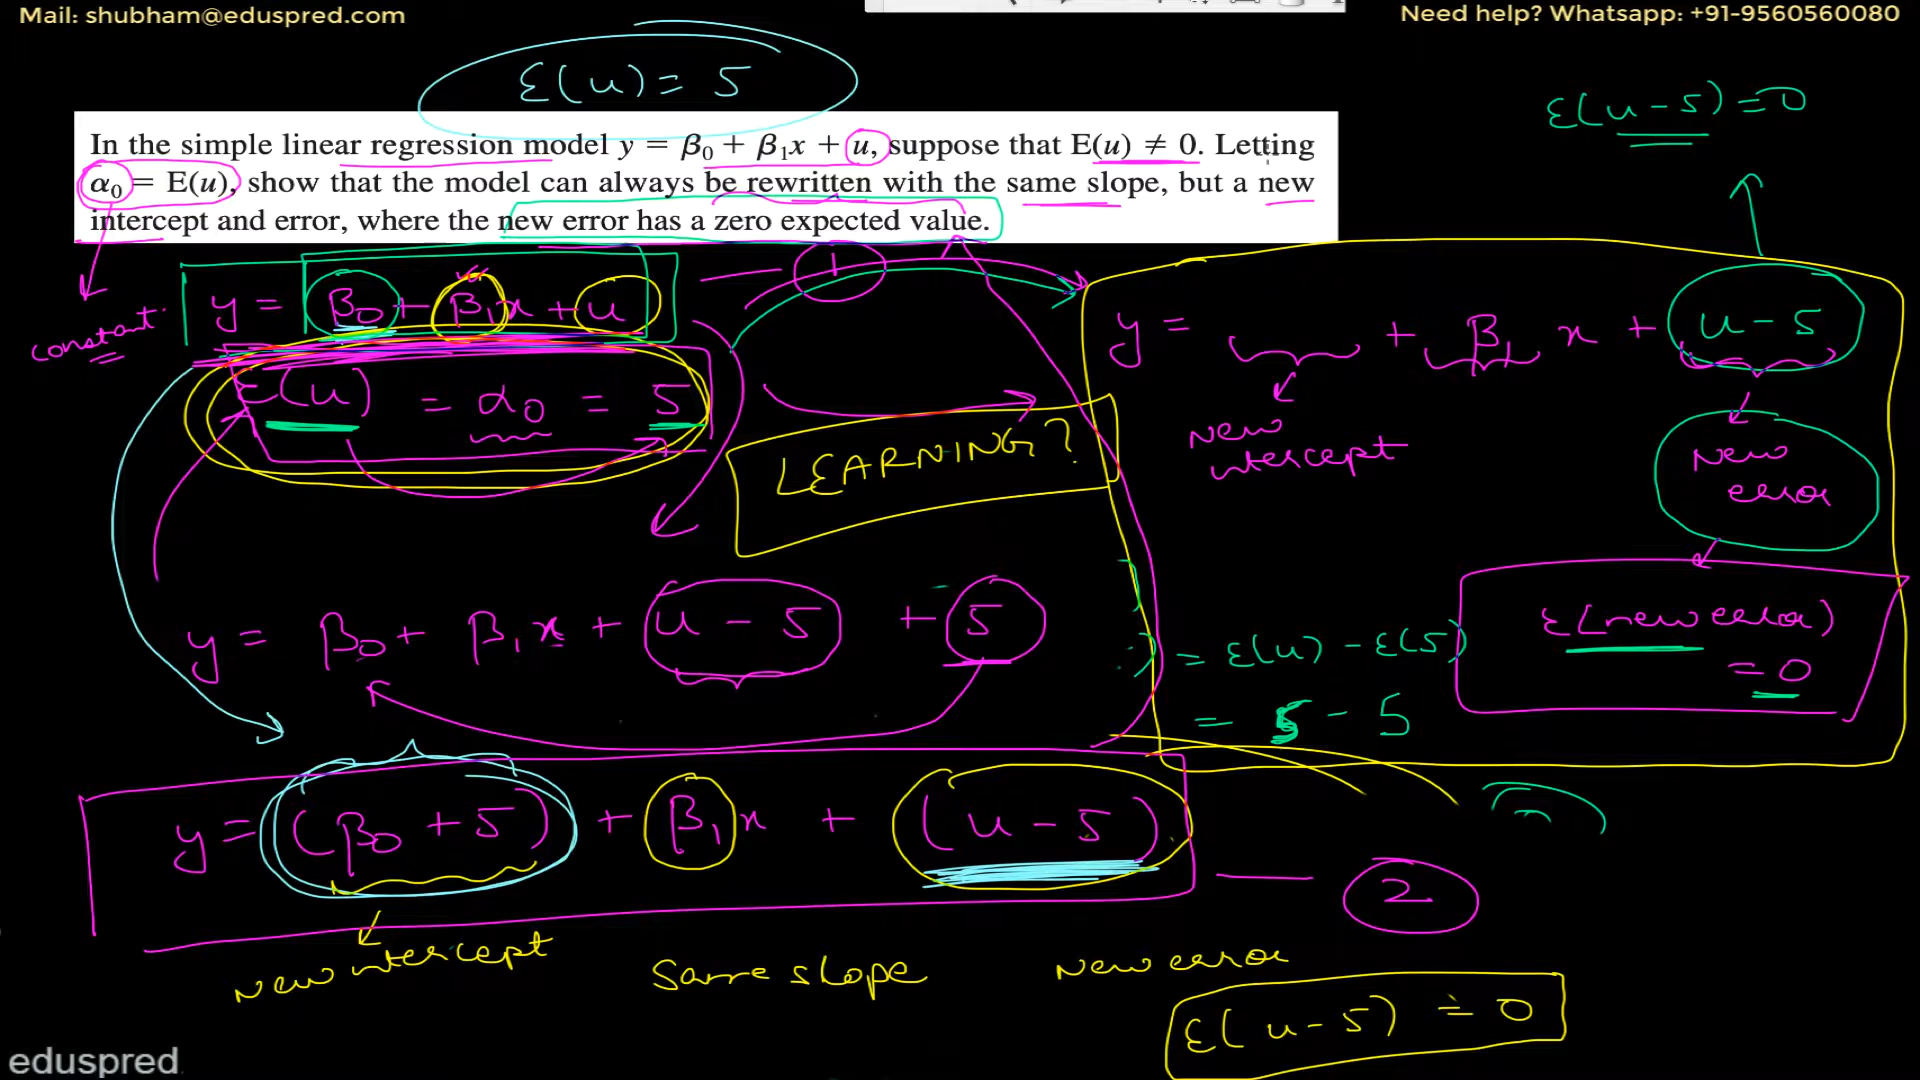 Mail: shubham@eduspred.com
Need help? Whatsapp: +91-9560560080
Ɛ(u) = 5
Ɛ(u - 5) = 0
In the simple linear regression model y = β₀ + β₁x + u, suppose that E(u) ≠ 0. Letting
α₀ = E(u), show that the model can always be rewritten with the same slope, but a new
intercept and error, where the new error has a zero expected value.
y = β₀ + β₁x + u
1
constant
Ɛ(u) = α₀ = 5
y = + β₁ x + u - 5
New
intercept
New
error
LEARNING?
Ɛ(new error)
= 0
y = β₀ + β₁x + u - 5 + 5
) = Ɛ(u) - Ɛ(5)
= 5 - 5
y = (β₀ + 5) + β₁x + (u - 5)
2
New intercept
Same slope
New error
Ɛ(u - 5) = 0
eduspred